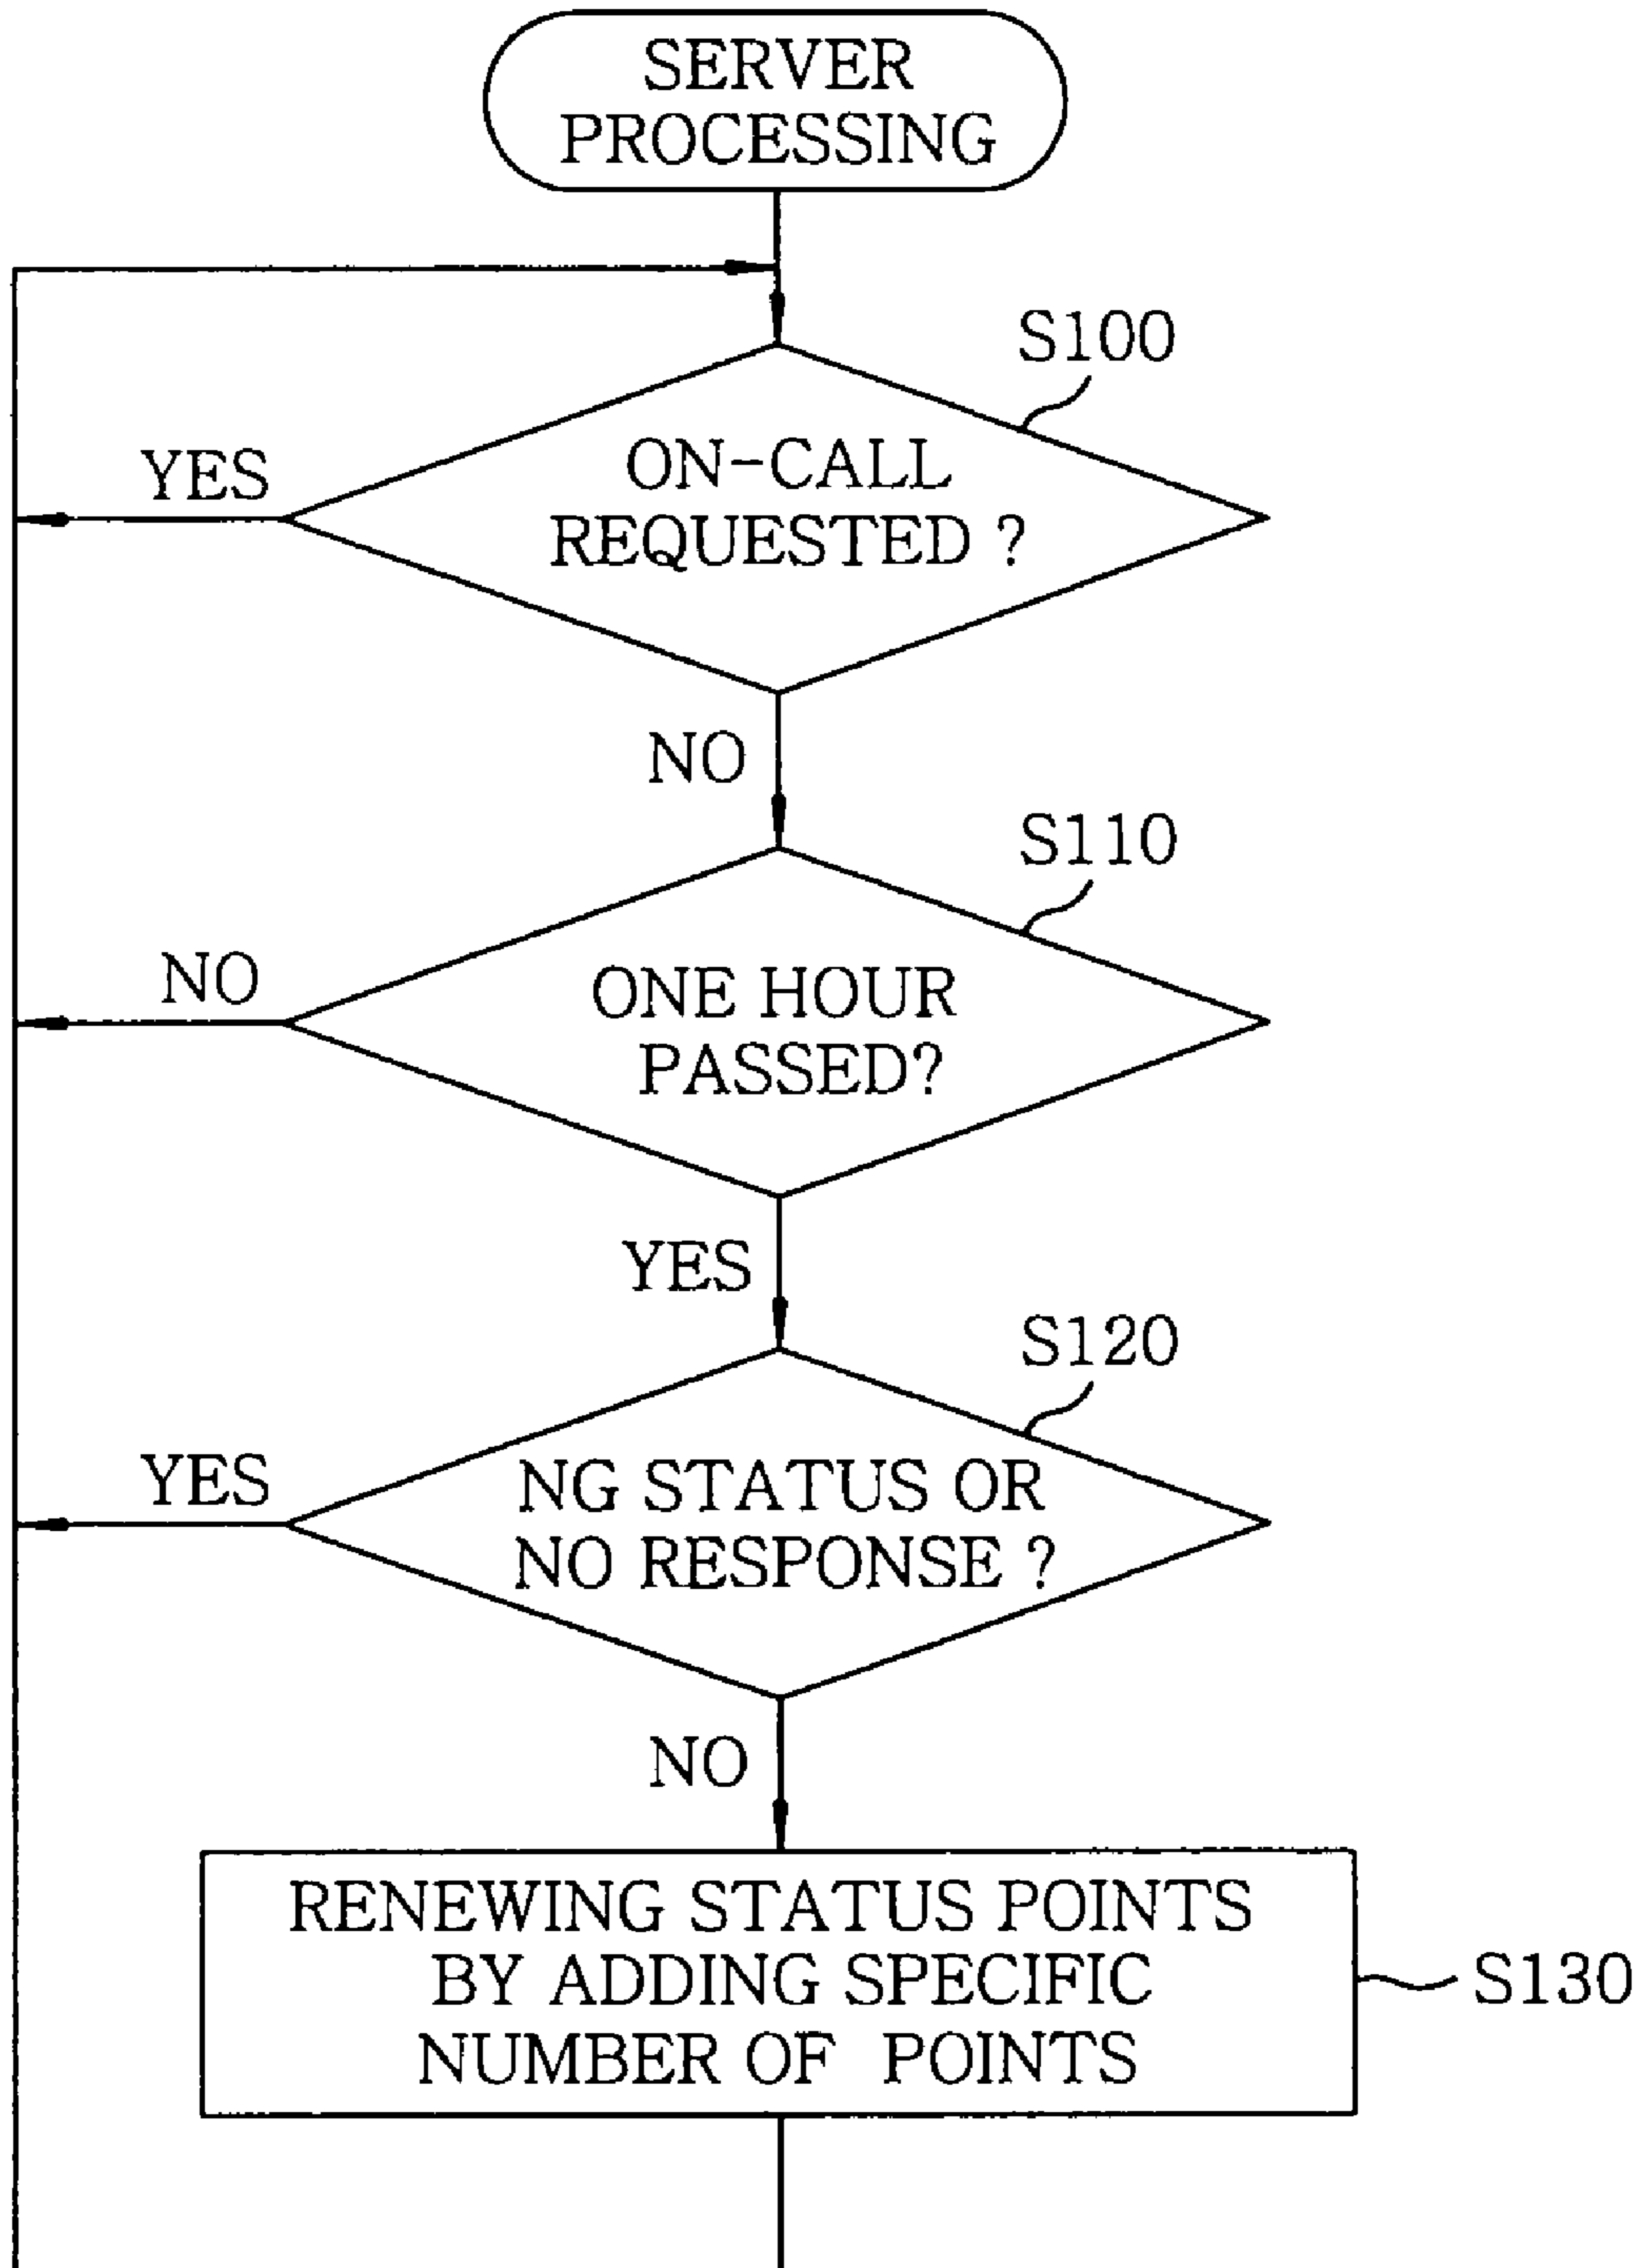 SERVER
PROCESSING
S100
ON-CALL
REQUESTED ?
YES
NO
S110
ONE HOUR
PASSED?
NO
YES
S120
NG STATUS OR
NO RESPONSE ?
YES
NO
RENEWING STATUS POINTS
BY ADDING SPECIFIC
NUMBER OF POINTS
S130